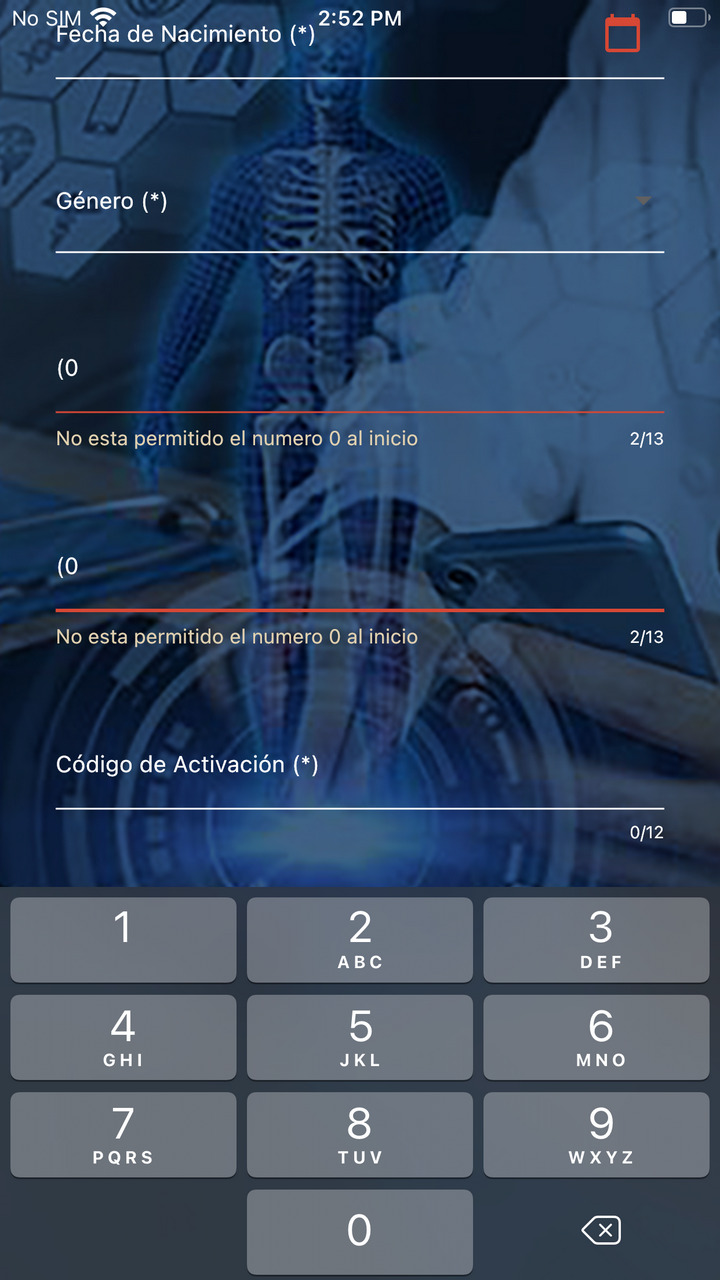 No SIM 2:52 PM
Fecha de Nacimiento (*)
Género (*)
(0
No esta permitido el numero 0 al inicio 2/13
(0
No esta permitido el numero 0 al inicio 2/13
Código de Activación (*)
0/12
1 2 3
ABC DEF
4 5 6
GHI JKL MNO
7 8 9
PQRS TUV WXYZ
0